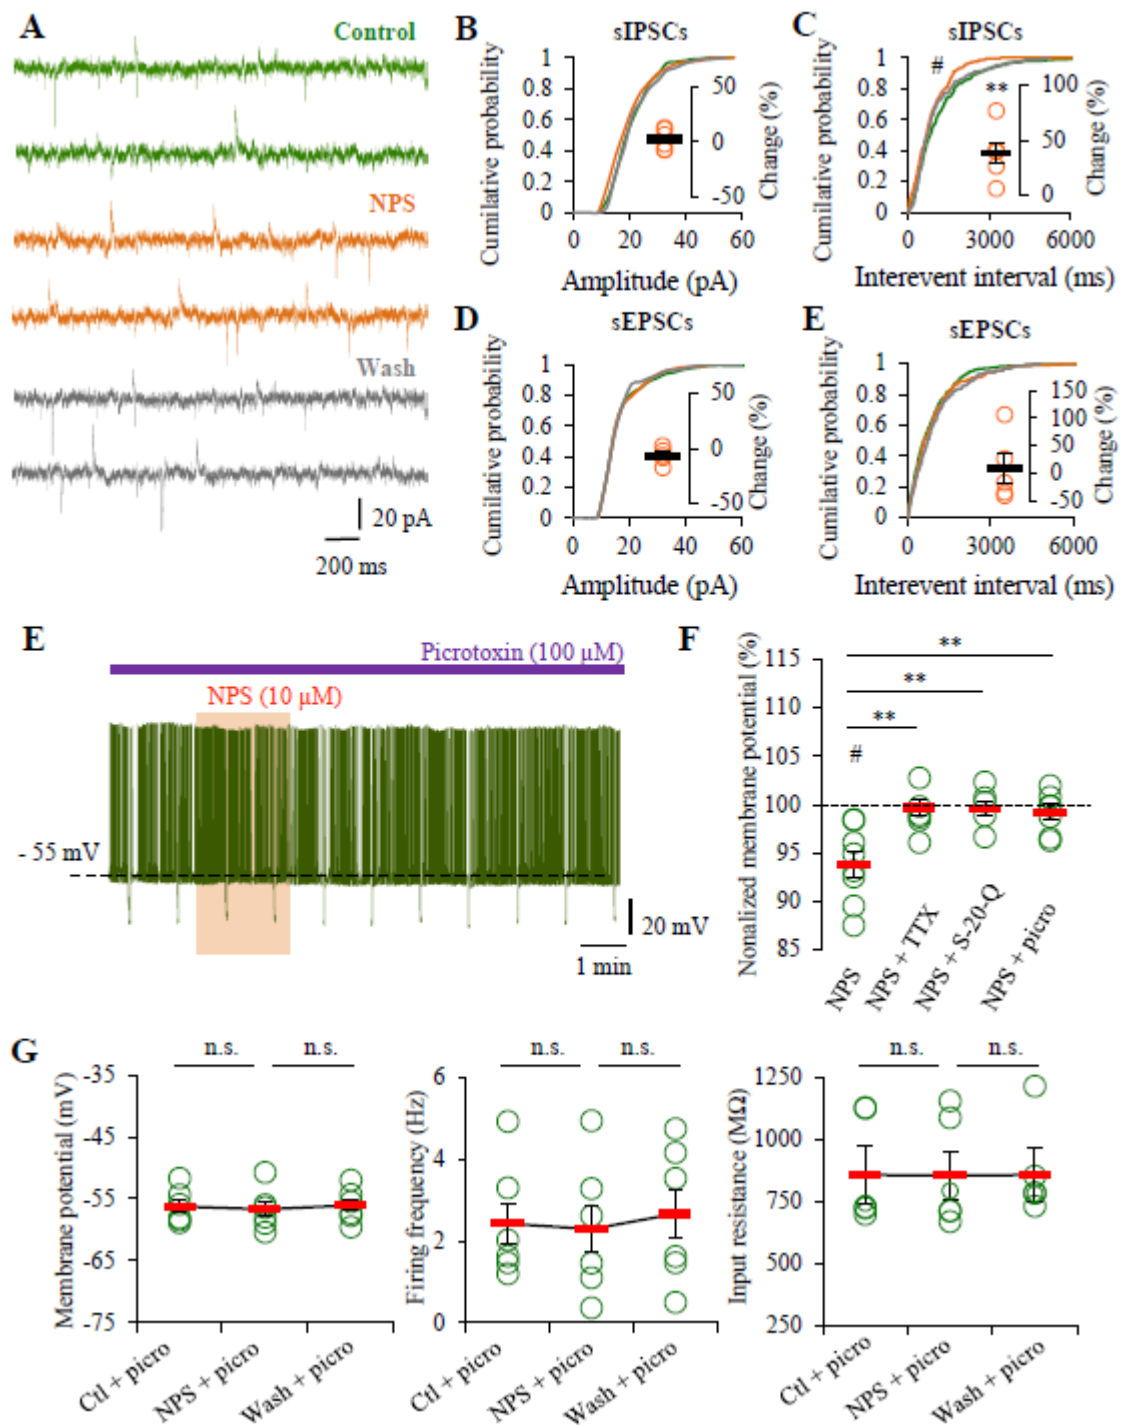 A
Control
NPS
Wash
20 pA
200 ms
B
sIPSCs
Cumilative probability
1
0.8
0.6
0.4
0.2
0
0 20 40 60
Amplitude (pA)
50
0
-50
Change (%)
C
sIPSCs
Cumulative probability
1
0.8
0.6
0.4
0.2
0
0 3000 6000
Interevent interval (ms)
#
**
100
50
0
Change (%)
D
sEPSCs
Cumilative probability
1
0.8
0.6
0.4
0.2
0
0 20 40 60
Amplitude (pA)
50
0
-50
Change (%)
E
sEPSCs
Cumulative probability
1
0.8
0.6
0.4
0.2
0
0 3000 6000
Interevent interval (ms)
150
100
50
0
-50
Change (%)
E
Picrotoxin (100 µM)
NPS (10 µM)
- 55 mV
20 mV
1 min
F
Nonalized membrane potential (%)
115
110
105
100
95
90
85
**
**
**
#
NPS
NPS + TTX
NPS + S-20-Q
NPS + picro
G
n.s. n.s.
Membrane potential (mV)
-35
-45
-55
-65
-75
Ctl + picro
NPS + picro
Wash + picro
n.s. n.s.
Firing frequency (Hz)
6
4
2
0
Ctl + picro
NPS + picro
Wash + picro
n.s. n.s.
Input resistance (MΩ)
1250
1000
750
500
250
Ctl + picro
NPS + picro
Wash + picro